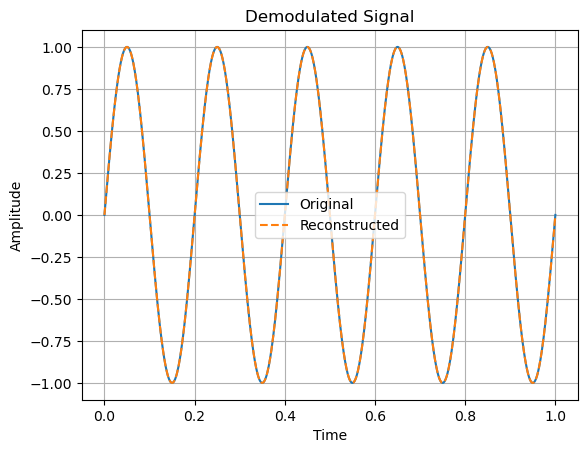 Demodulated Signal
1.00
0.75
0.50
0.25
0.00
−0.25
−0.50
−0.75
−1.00
Amplitude
Original
Reconstructed
0.0 0.2 0.4 0.6 0.8 1.0
Time